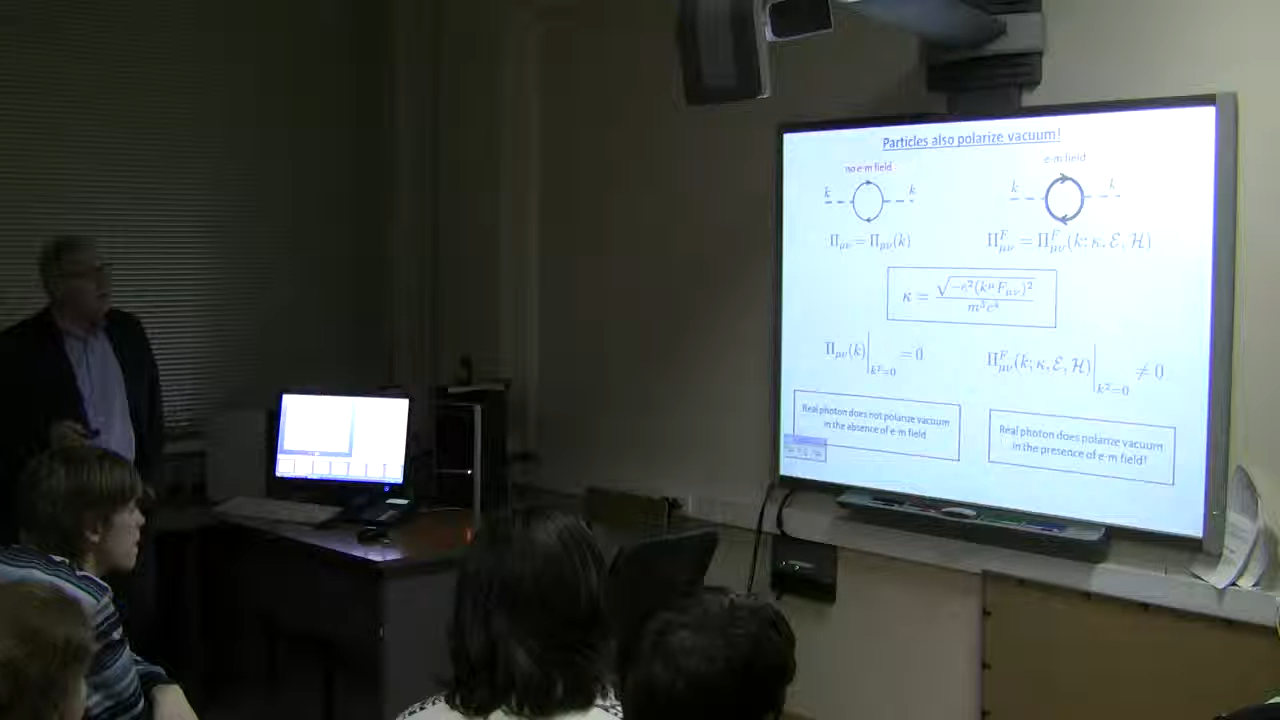 Particles also polarize vacuum!
no e-m field
e-m field
k k
k k
Π_μν = Π_μν(k)
Π^F_μν = Π^F_μν(k; κ, ℰ, ℋ)
κ = √(−e²(k^μ F_μν)²) / m³c⁴
Π_μν(k)|_{k²=0} = 0
Π^F_μν(k; κ, ℰ, ℋ)|_{k²=0} ≠ 0
Real photon does not polarize vacuum
in the absence of e-m field
Real photon does polarize vacuum
in the presence of e-m field!